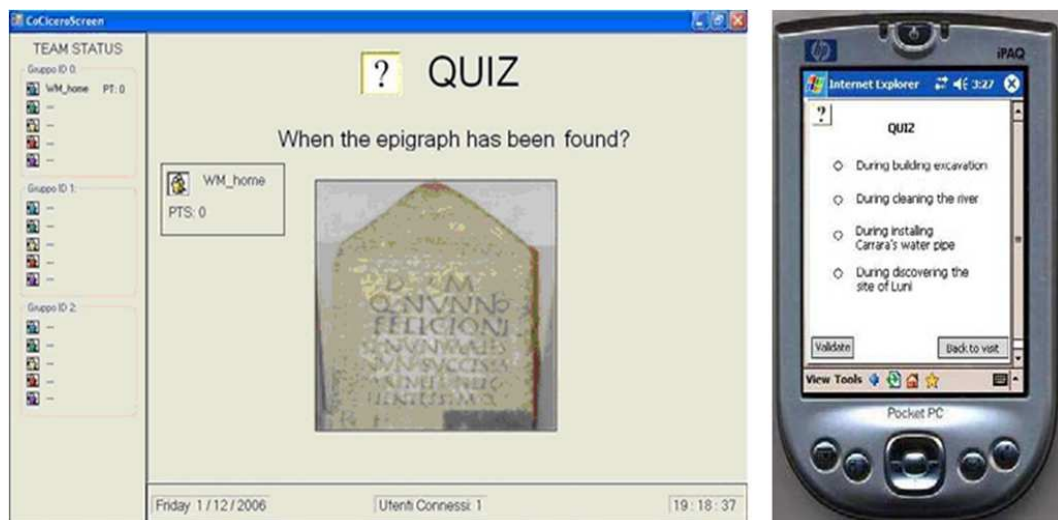 CoCiceroScreen
TEAM STATUS
Gruppo ID 0:
WM_home PT: 0
--
--
--
--
Gruppo ID 1:
--
--
--
--
--
Gruppo ID 2:
--
--
--
--
--
? QUIZ
When the epigraph has been found?
WM_home
PTS: 0
D M
FELICIONI
Friday 1/12/2006
Utenti Connessi: 1
19:18:37
hp
iPAQ
Internet Explorer 3:27
?
QUIZ
During building excavation
During cleaning the river
During installing
Carrara's water pipe
During discovering the
site of Luni
Validate
Back to visit
View Tools
Pocket PC